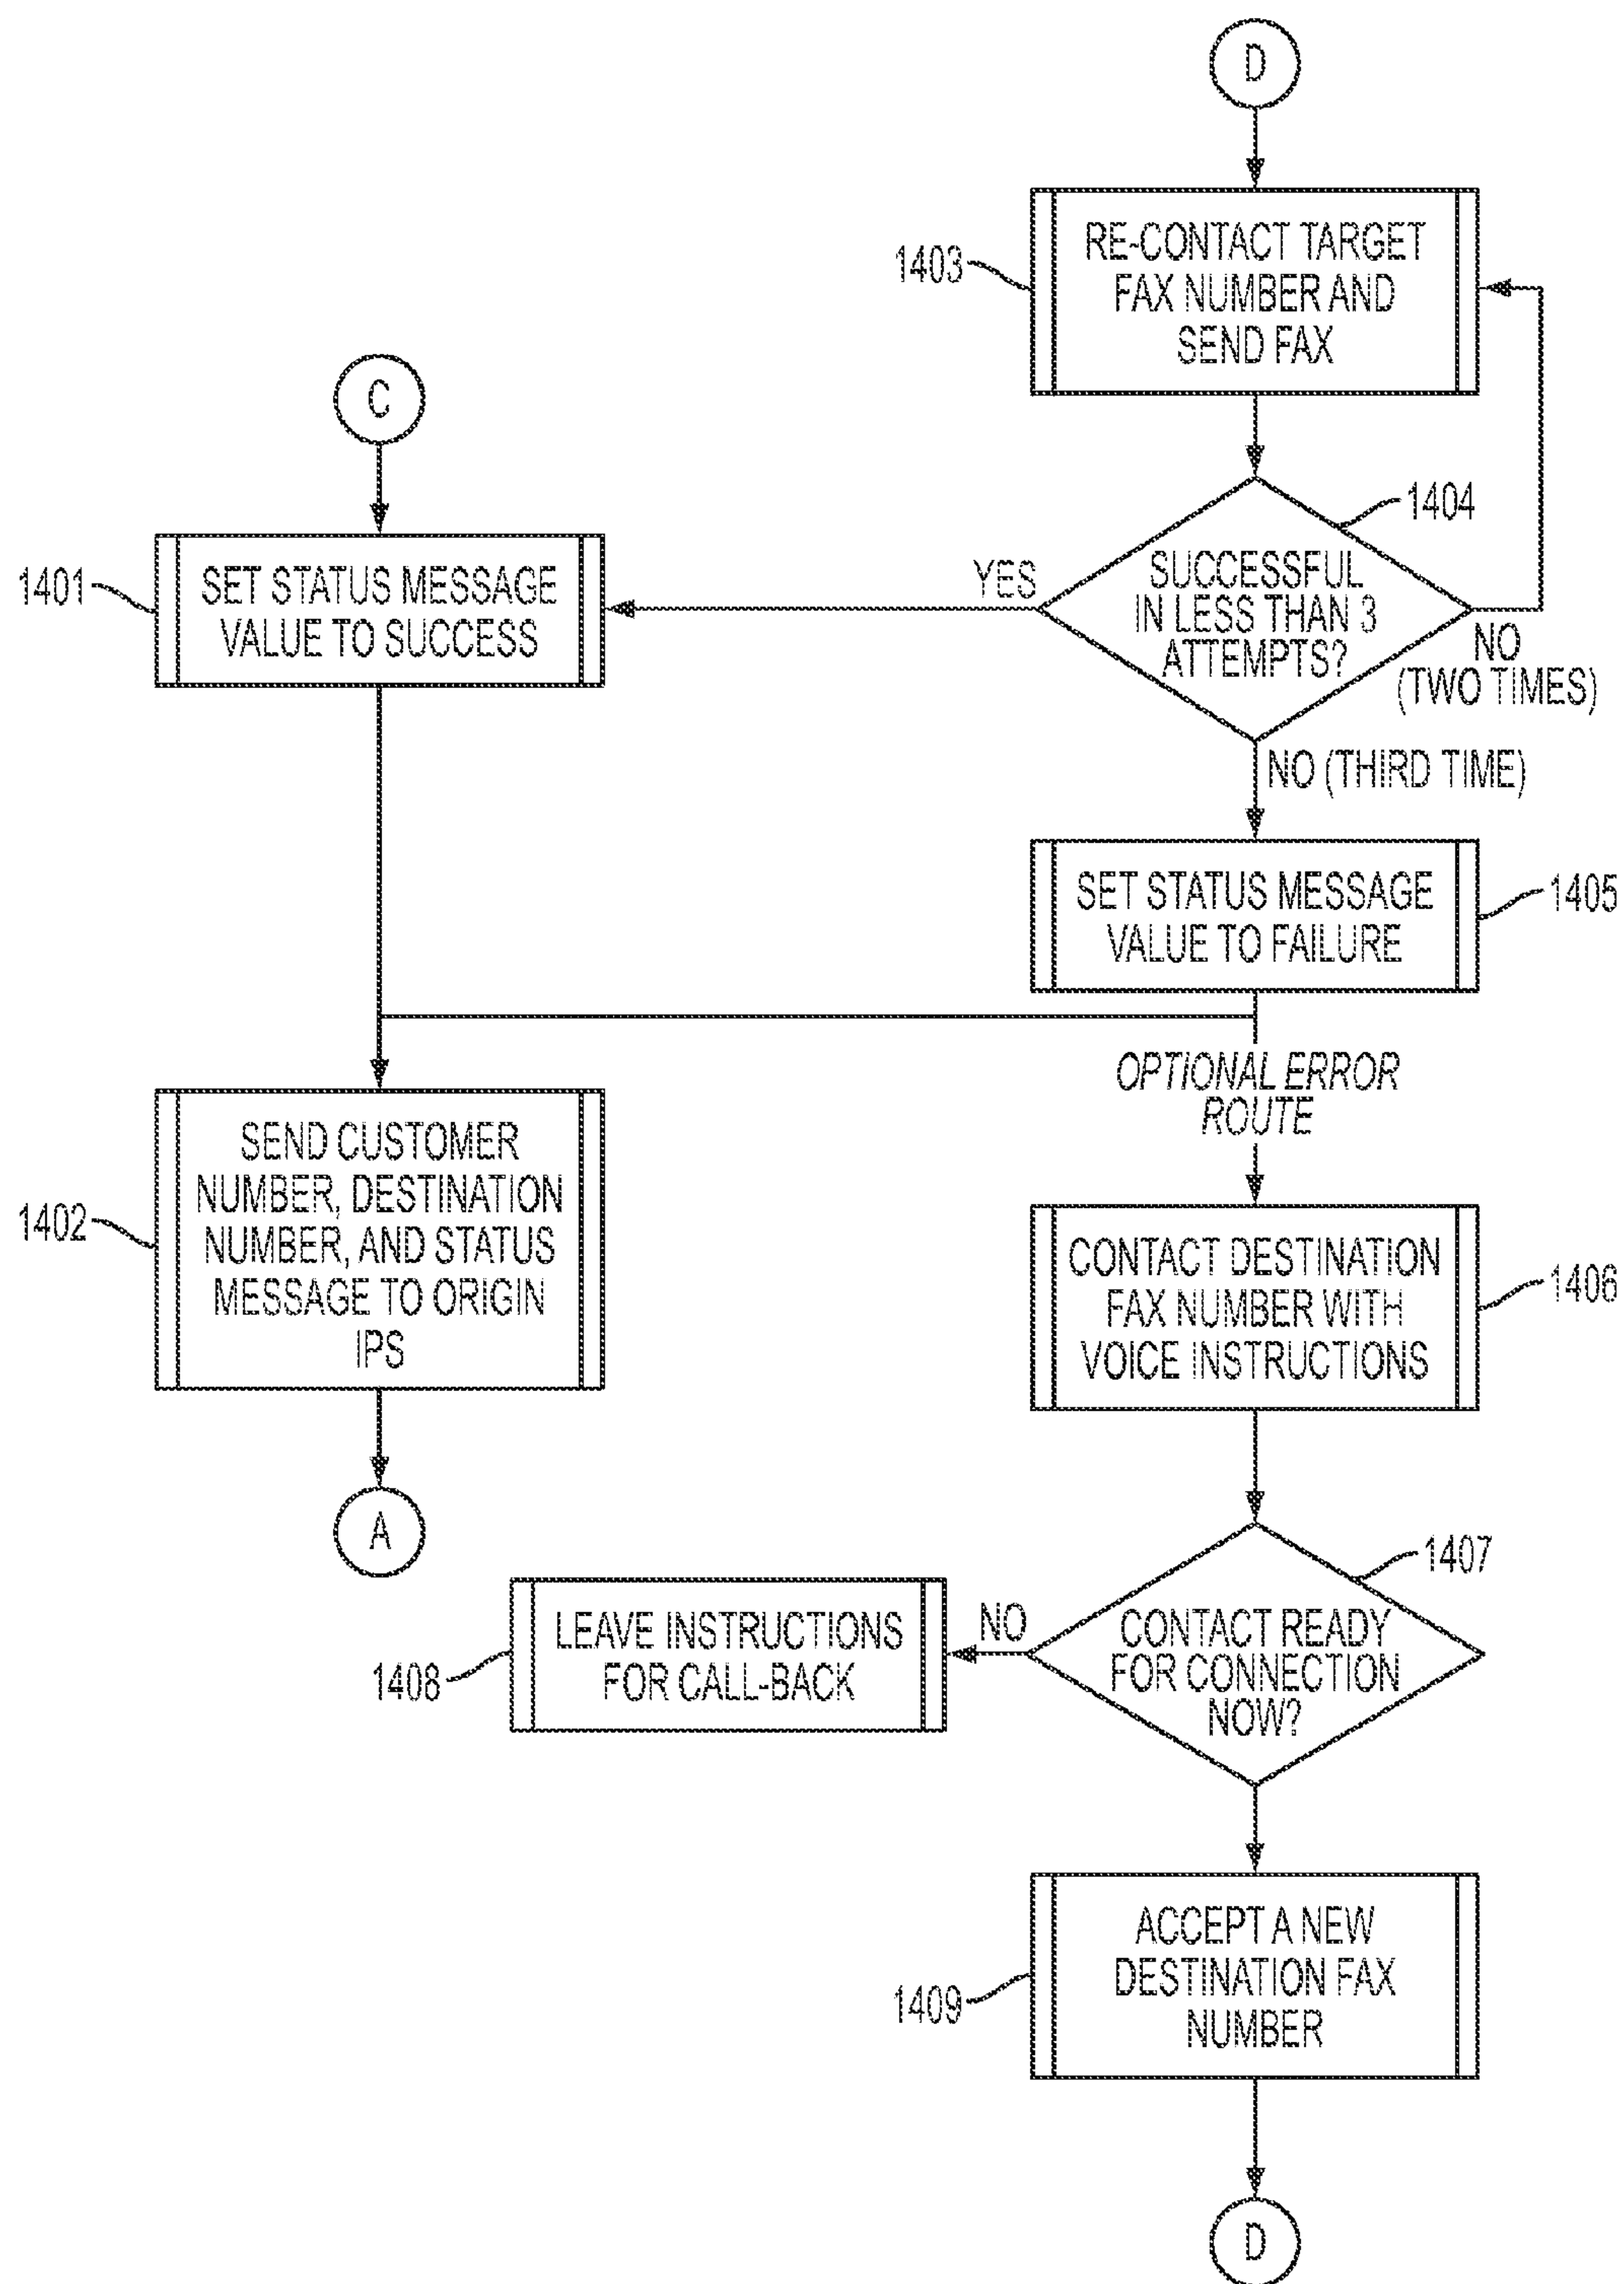 D
1403
RE-CONTACT TARGET
FAX NUMBER AND
SEND FAX
C
1404
1401
SET STATUS MESSAGE
VALUE TO SUCCESS
YES
SUCCESSFUL
IN LESS THAN 3
ATTEMPTS?
NO
(TWO TIMES)
NO (THIRD TIME)
SET STATUS MESSAGE
VALUE TO FAILURE
1405
OPTIONAL ERROR
ROUTE
1402
SEND CUSTOMER
NUMBER, DESTINATION
NUMBER, AND STATUS
MESSAGE TO ORIGIN
IPS
CONTACT DESTINATION
FAX NUMBER WITH
VOICE INSTRUCTIONS
1406
A
1407
1408
LEAVE INSTRUCTIONS
FOR CALL-BACK
NO
CONTACT READY
FOR CONNECTION
NOW?
1409
ACCEPT A NEW
DESTINATION FAX
NUMBER
D